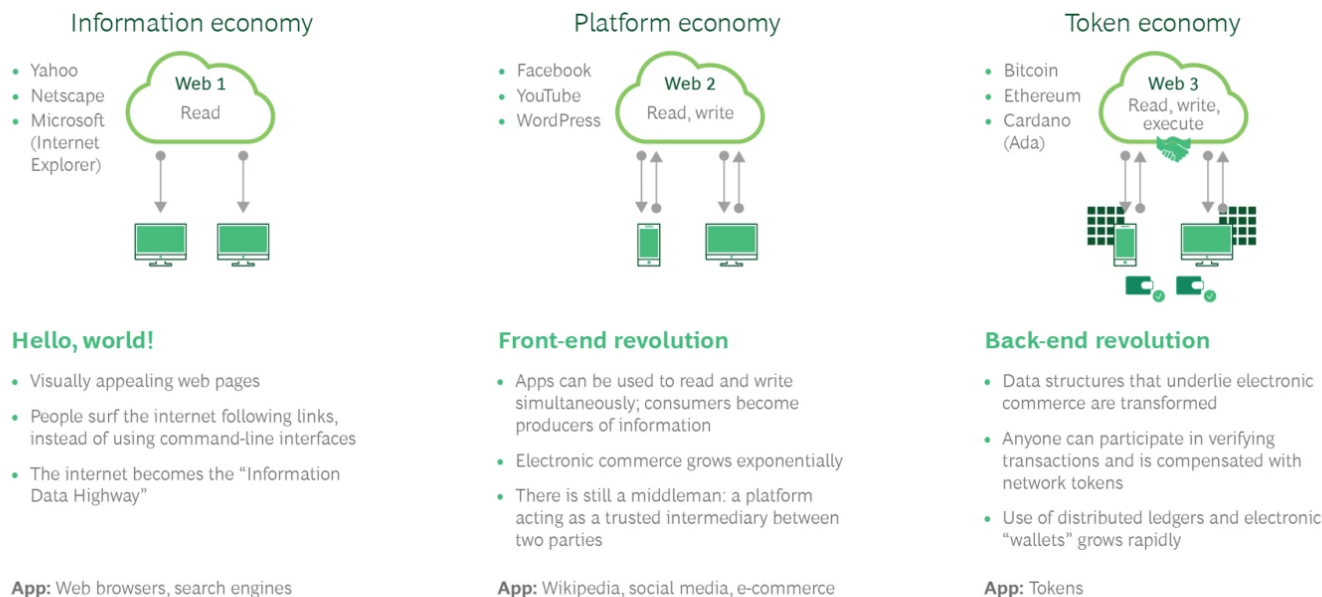 Information economy
• Yahoo
• Netscape
• Microsoft
(Internet
Explorer)
Web 1
Read
Hello, world!
• Visually appealing web pages
• People surf the internet following links,
instead of using command-line interfaces
• The internet becomes the “Information
Data Highway”
App: Web browsers, search engines
Platform economy
• Facebook
• YouTube
• WordPress
Web 2
Read, write
Front-end revolution
• Apps can be used to read and write
simultaneously; consumers become
producers of information
• Electronic commerce grows exponentially
• There is still a middleman: a platform
acting as a trusted intermediary between
two parties
App: Wikipedia, social media, e-commerce
Token economy
• Bitcoin
• Ethereum
• Cardano
(Ada)
Web 3
Read, write,
execute
Back-end revolution
• Data structures that underlie electronic
commerce are transformed
• Anyone can participate in verifying
transactions and is compensated with
network tokens
• Use of distributed ledgers and electronic
“wallets” grows rapidly
App: Tokens